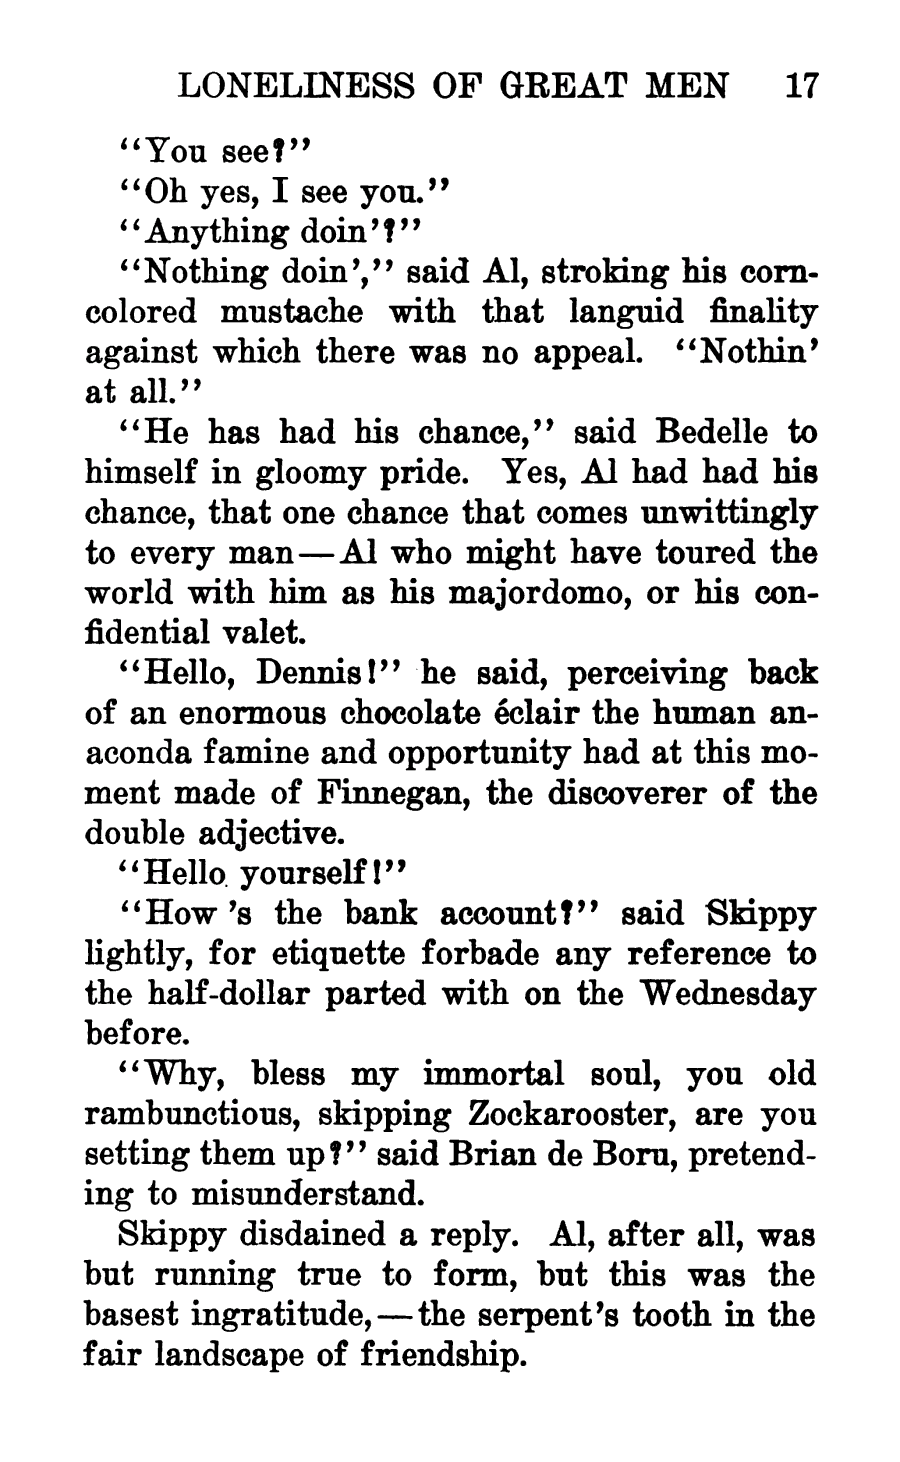 LONELINESS OF GREAT MEN 17
"You see?"
"Oh yes, I see you."
"Anything doin'?"
"Nothing doin'," said Al, stroking his corn-
colored mustache with that languid finality
against which there was no appeal. "Nothin'
at all."
"He has had his chance," said Bedelle to
himself in gloomy pride. Yes, Al had had his
chance, that one chance that comes unwittingly
to every man—Al who might have toured the
world with him as his majordomo, or his con-
fidential valet.
"Hello, Dennis!" he said, perceiving back
of an enormous chocolate éclair the human an-
aconda famine and opportunity had at this mo-
ment made of Finnegan, the discoverer of the
double adjective.
"Hello yourself!"
"How 's the bank account?" said Skippy
lightly, for etiquette forbade any reference to
the half-dollar parted with on the Wednesday
before.
"Why, bless my immortal soul, you old
rambunctious, skipping Zockarooster, are you
setting them up?" said Brian de Boru, pretend-
ing to misunderstand.
Skippy disdained a reply. Al, after all, was
but running true to form, but this was the
basest ingratitude,—the serpent's tooth in the
fair landscape of friendship.